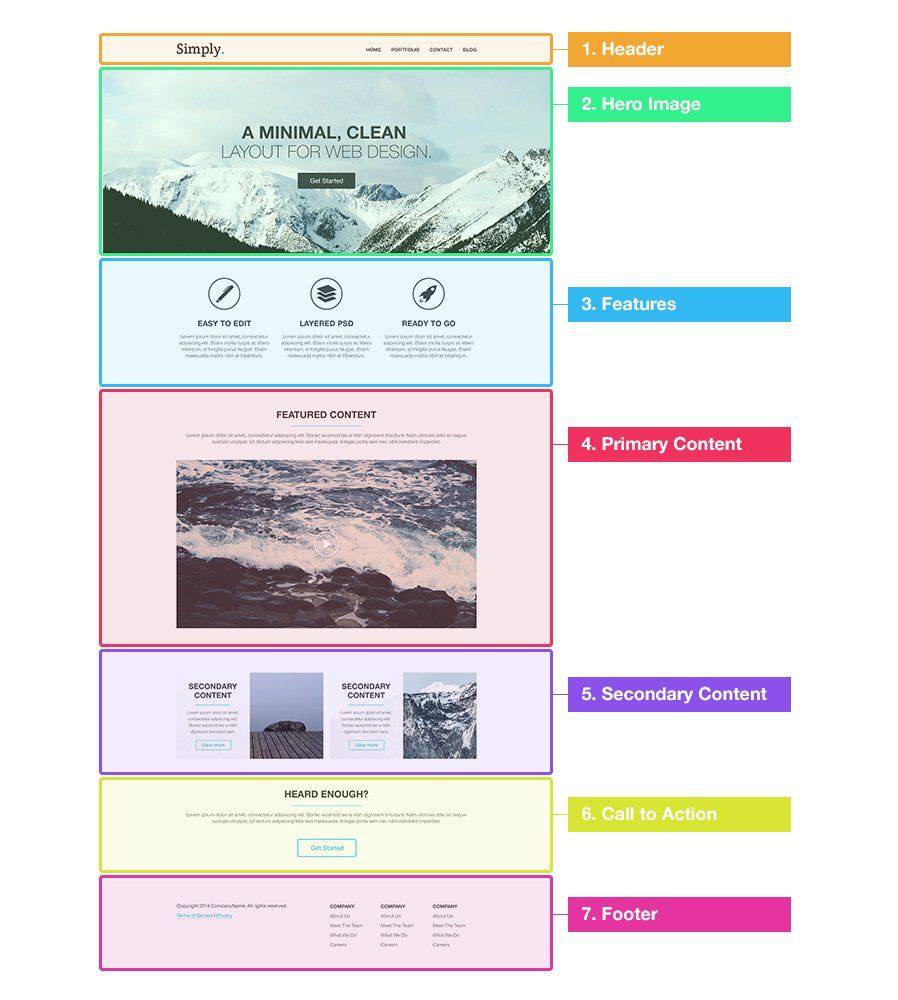 Simply.
HOME PORTFOLIO CONTACT BLOG
1. Header
2. Hero Image
A MINIMAL, CLEAN
LAYOUT FOR WEB DESIGN.
Get Started
3. Features
EASY TO EDIT
Lorem ipsum dolor sit amet, consectetur
adipiscing elit. Etiam mollis turpis ac libero
interdum, id fringilla purus feugiat. Etiam
malesuada mattis nibh at bibendum.
LAYERED PSD
Lorem ipsum dolor sit amet, consectetur
adipiscing elit. Etiam mollis turpis ac libero
interdum, id fringilla purus feugiat. Etiam
malesuada mattis nibh at bibendum.
READY TO GO
Lorem ipsum dolor sit amet, consectetur
adipiscing elit. Etiam mollis turpis ac libero
interdum, id fringilla purus feugiat. Etiam
malesuada mattis nibh at bibendum.
4. Primary Content
FEATURED CONTENT
Lorem ipsum dolor sit amet, consectetur adipiscing elit. Donec euismod leo a nibh dignissim tincidunt. Nam ultricies odio ac neque
suscipit volutpat. Ut dictum adipiscing felis sed malesuada. Integer porta sem nec nibh hendrerit imperdiet.
5. Secondary Content
SECONDARY
CONTENT
Lorem ipsum dolor sit amet,
consectetur adipiscing elit.
Donec euismod leo a nibh
dignissim tincidunt nam.
View more
SECONDARY
CONTENT
Lorem ipsum dolor sit amet,
consectetur adipiscing elit.
Donec euismod leo a nibh
dignissim tincidunt nam.
View more
6. Call to Action
HEARD ENOUGH?
Lorem ipsum dolor sit amet, consectetur adipiscing elit. Donec euismod leo a nibh dignissim tincidunt. Nam ultricies odio ac neque
suscipit volutpat. Ut dictum adipiscing felis sed malesuada. Integer porta sem nec nibh hendrerit imperdiet.
Get Started
7. Footer
Copyright 2014 CompanyName. All rights reserved.
Terms of Service | Privacy
COMPANY
About Us
Meet The Team
What We Do
Careers
COMPANY
About Us
Meet The Team
What We Do
Careers
COMPANY
About Us
Meet The Team
What We Do
Careers